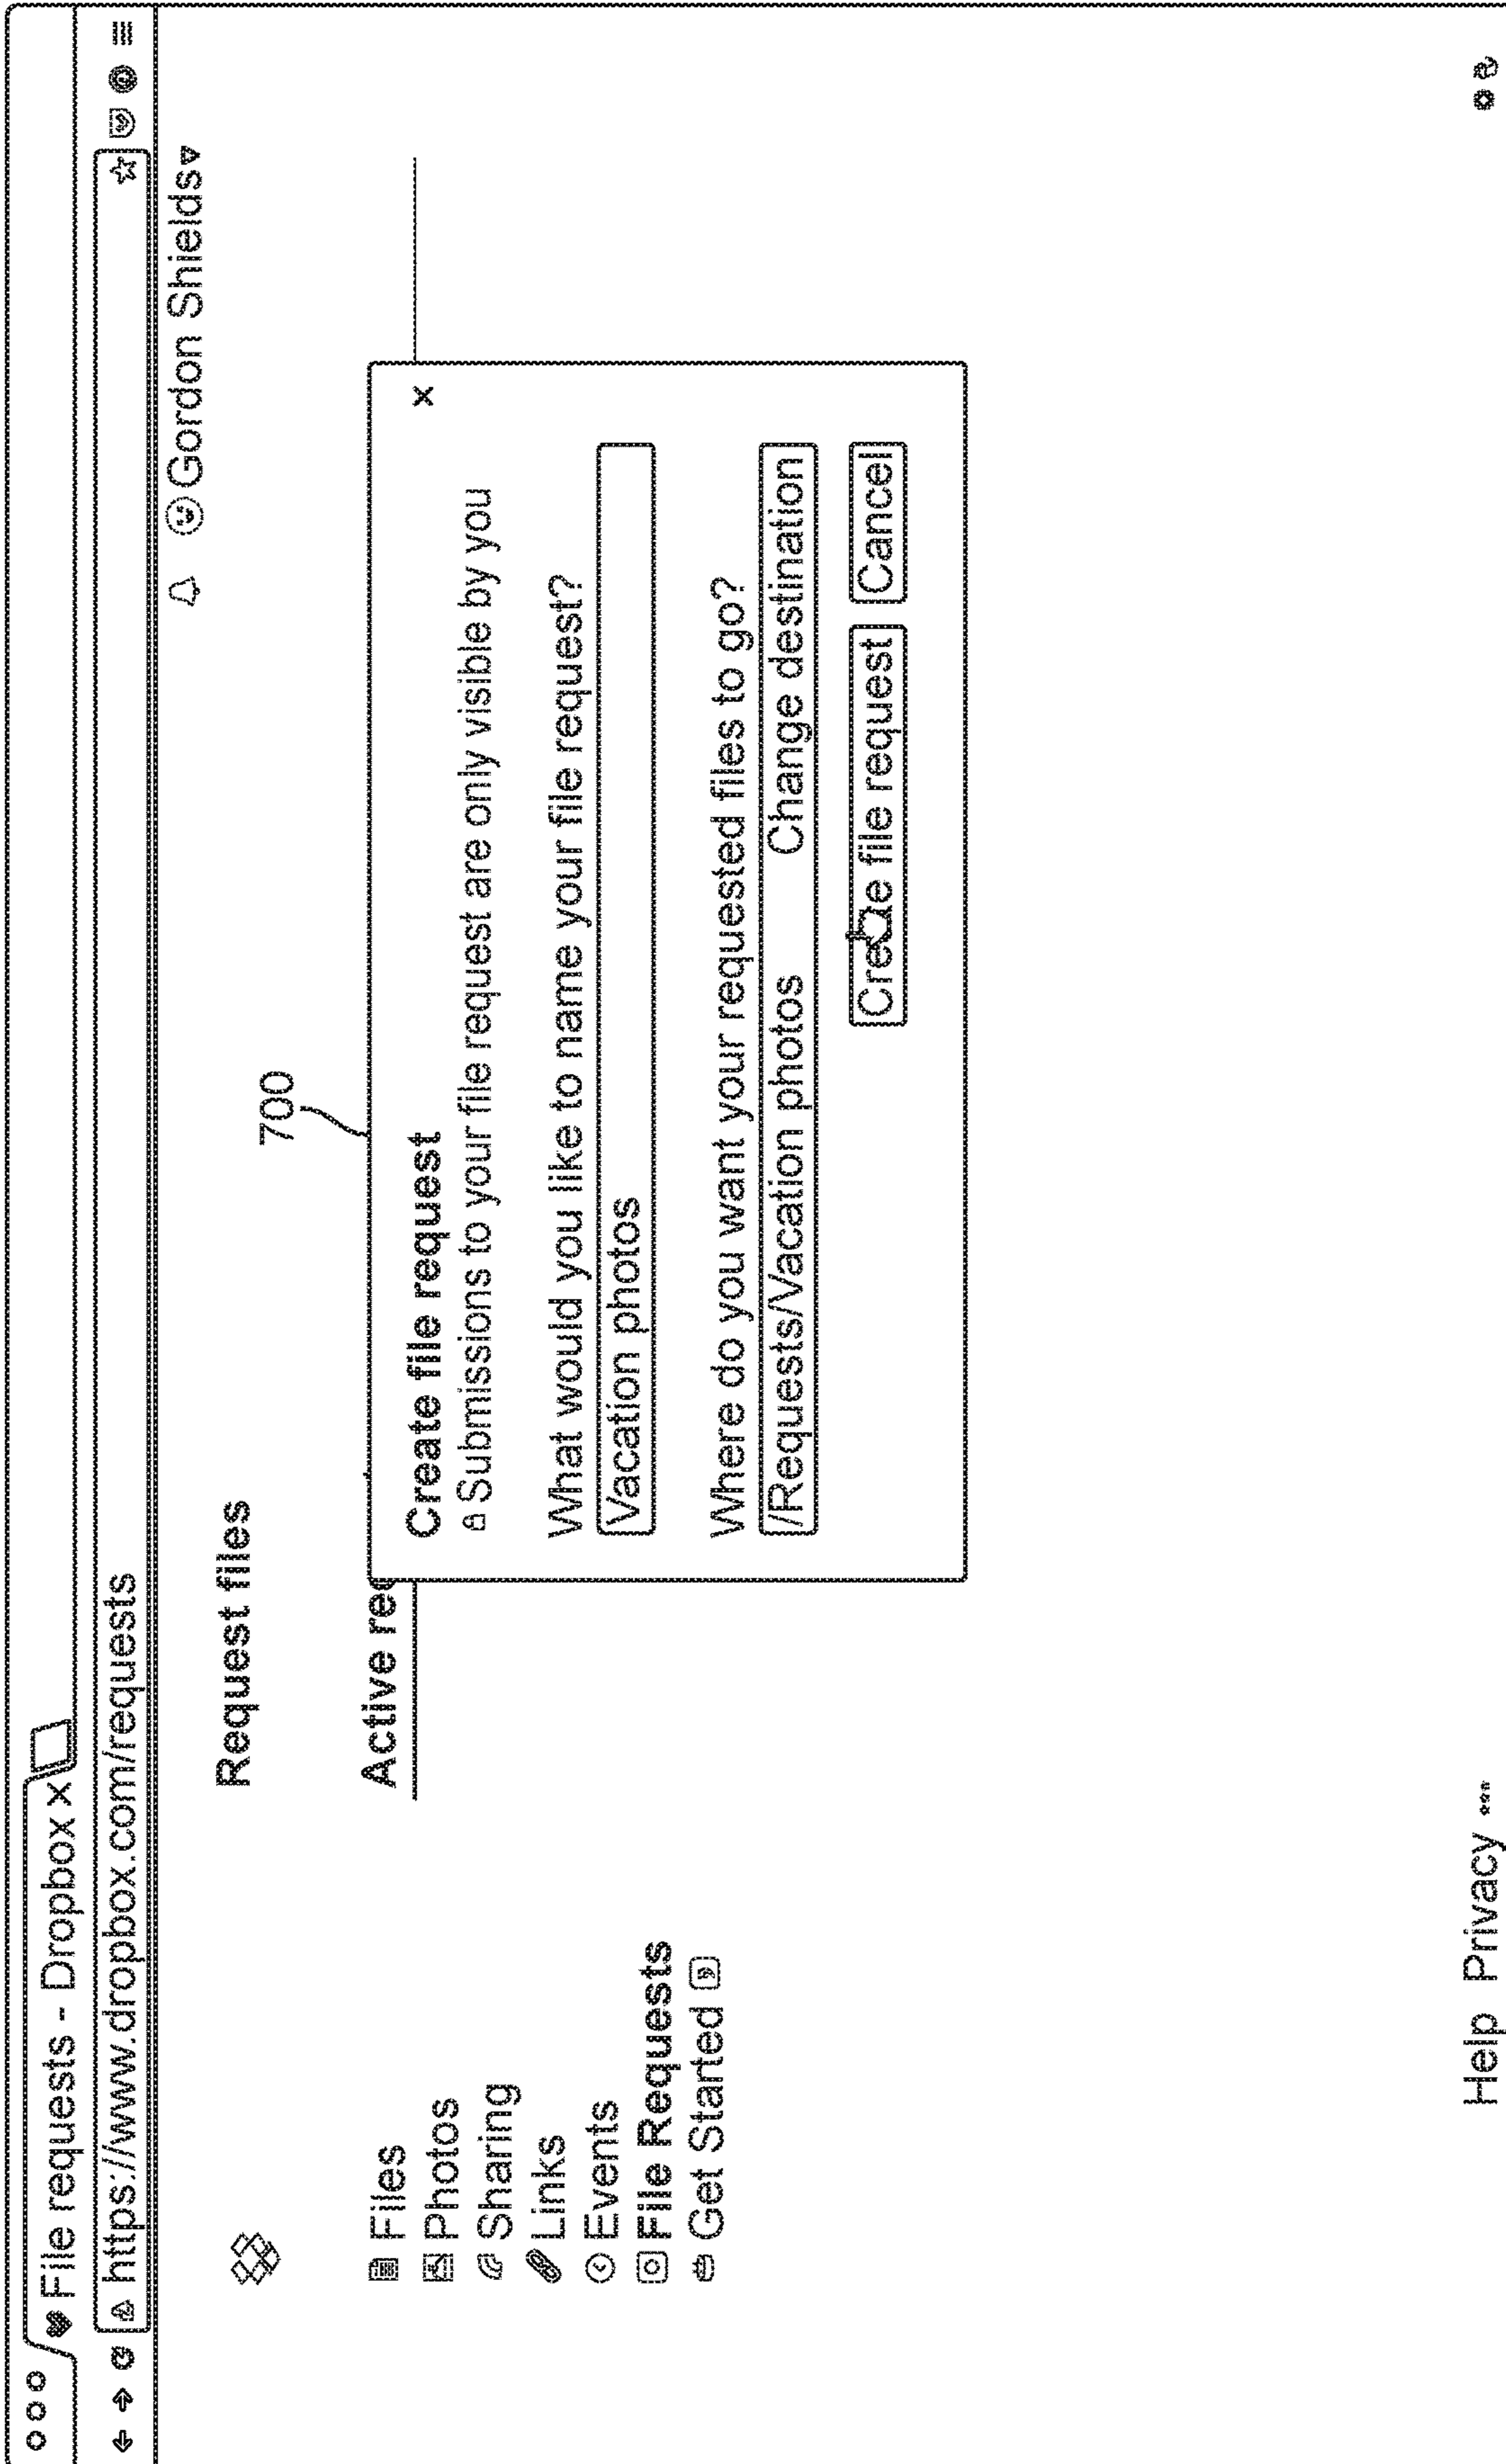 File requests - Dropbox x
https://www.dropbox.com/requests
Gordon Shields
Request files
700
Active req
Files
Photos
Sharing
Links
Events
File Requests
Get Started
Create file request x
Submissions to your file request are only visible by you
What would you like to name your file request?
Vacation photos
Where do you want your requested files to go?
/Requests/Vacation photos Change destination
Create file request Cancel
Help Privacy •••